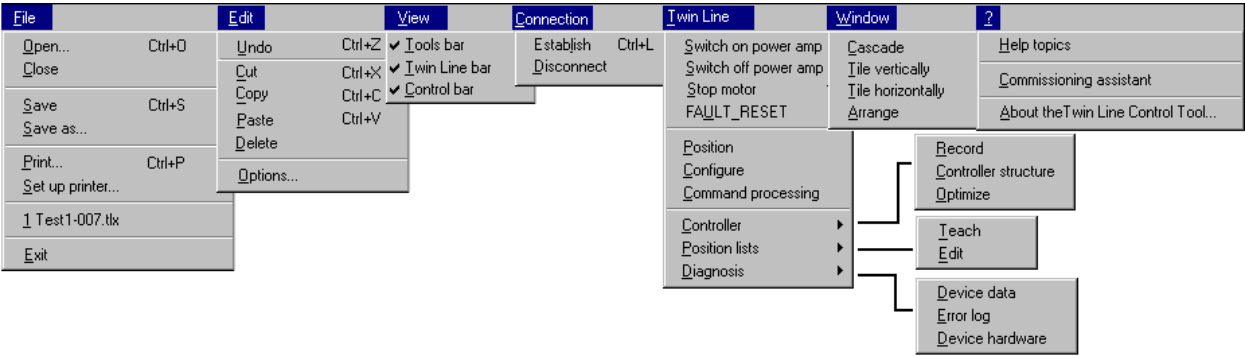 File
Open... Ctrl+O
Close
Save Ctrl+S
Save as...
Print... Ctrl+P
Set up printer...
1 Test1-007.tlx
Exit
Edit
Undo Ctrl+Z
Cut Ctrl+X
Copy Ctrl+C
Paste Ctrl+V
Delete
Options...
View
Tools bar
Twin Line bar
Control bar
Connection
Establish Ctrl+L
Disconnect
Twin Line
Switch on power amp
Switch off power amp
Stop motor
FAULT_RESET
Position
Configure
Command processing
Controller
Position lists
Diagnosis
Window
Cascade
Tile vertically
Tile horizontally
Arrange
?
Help topics
Commissioning assistant
About theTwin Line Control Tool...
Record
Controller structure
Optimize
Teach
Edit
Device data
Error log
Device hardware